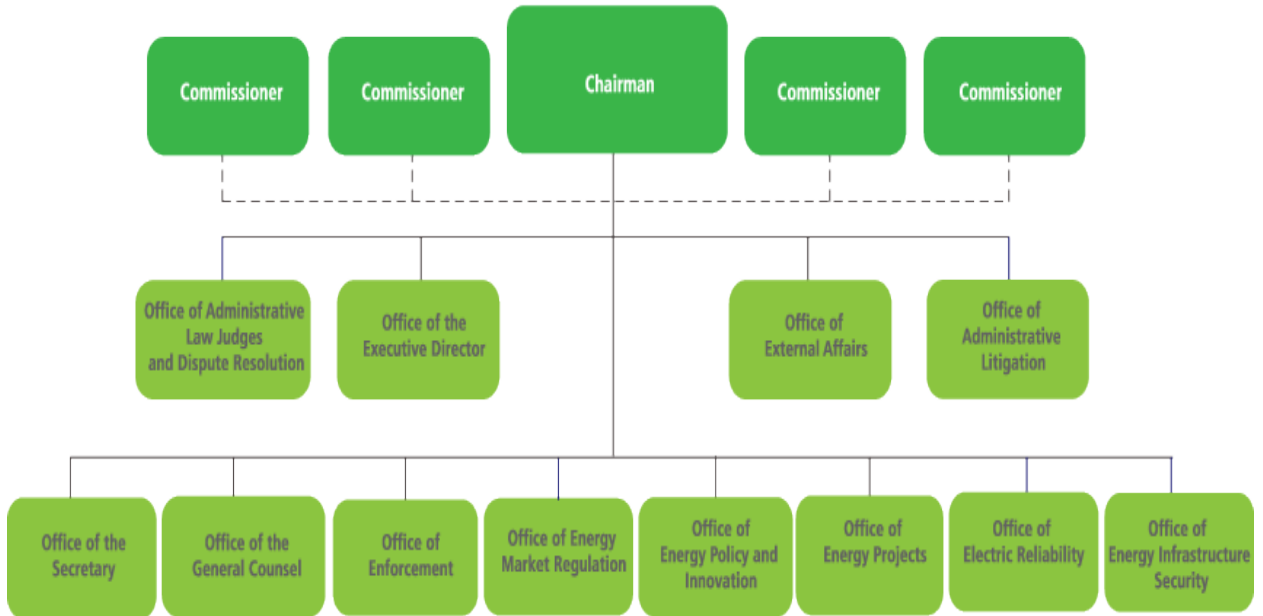 Commissioner
Commissioner
Chairman
Commissioner
Commissioner
Office of Administrative
Law Judges
and Dispute Resolution
Office of the
Executive Director
Office of
External Affairs
Office of
Administrative
Litigation
Office of the
Secretary
Office of the
General Counsel
Office of
Enforcement
Office of Energy
Market Regulation
Office of
Energy Policy and
Innovation
Office of
Energy Projects
Office of
Electric Reliability
Office of
Energy Infrastructure
Security